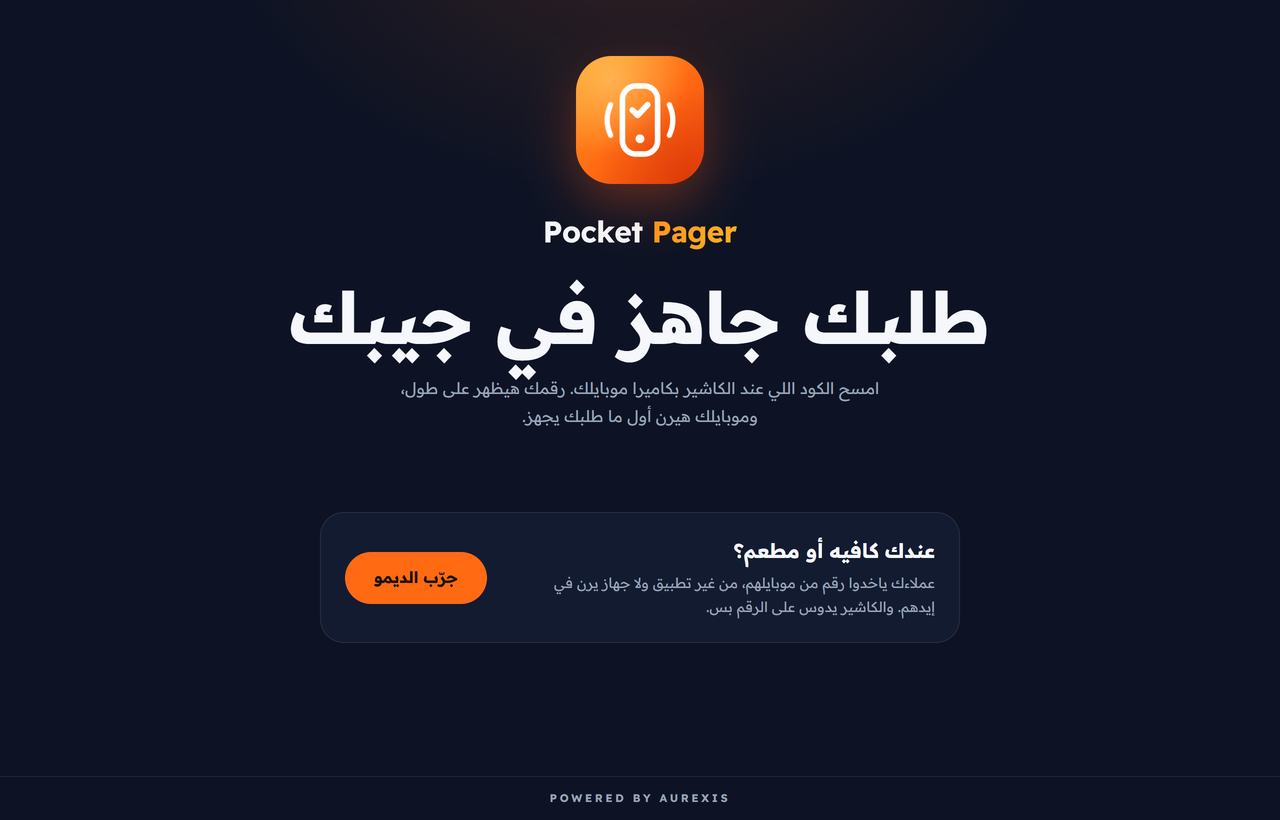 Pocket Pager
طلبك جاهز في جيبك
امسح الكود اللي عند الكاشير بكاميرا موبايلك. رقمك هيظهر على طول،
وموبايلك هيرن أول ما طلبك يجهز.
عندك كافيه أو مطعم؟
عملاءك ياخدوا رقم من موبايلهم، من غير تطبيق ولا جهاز يرن في
إيدهم. والكاشير يدوس على الرقم بس.
جرّب الديمو
POWERED BY AUREXIS